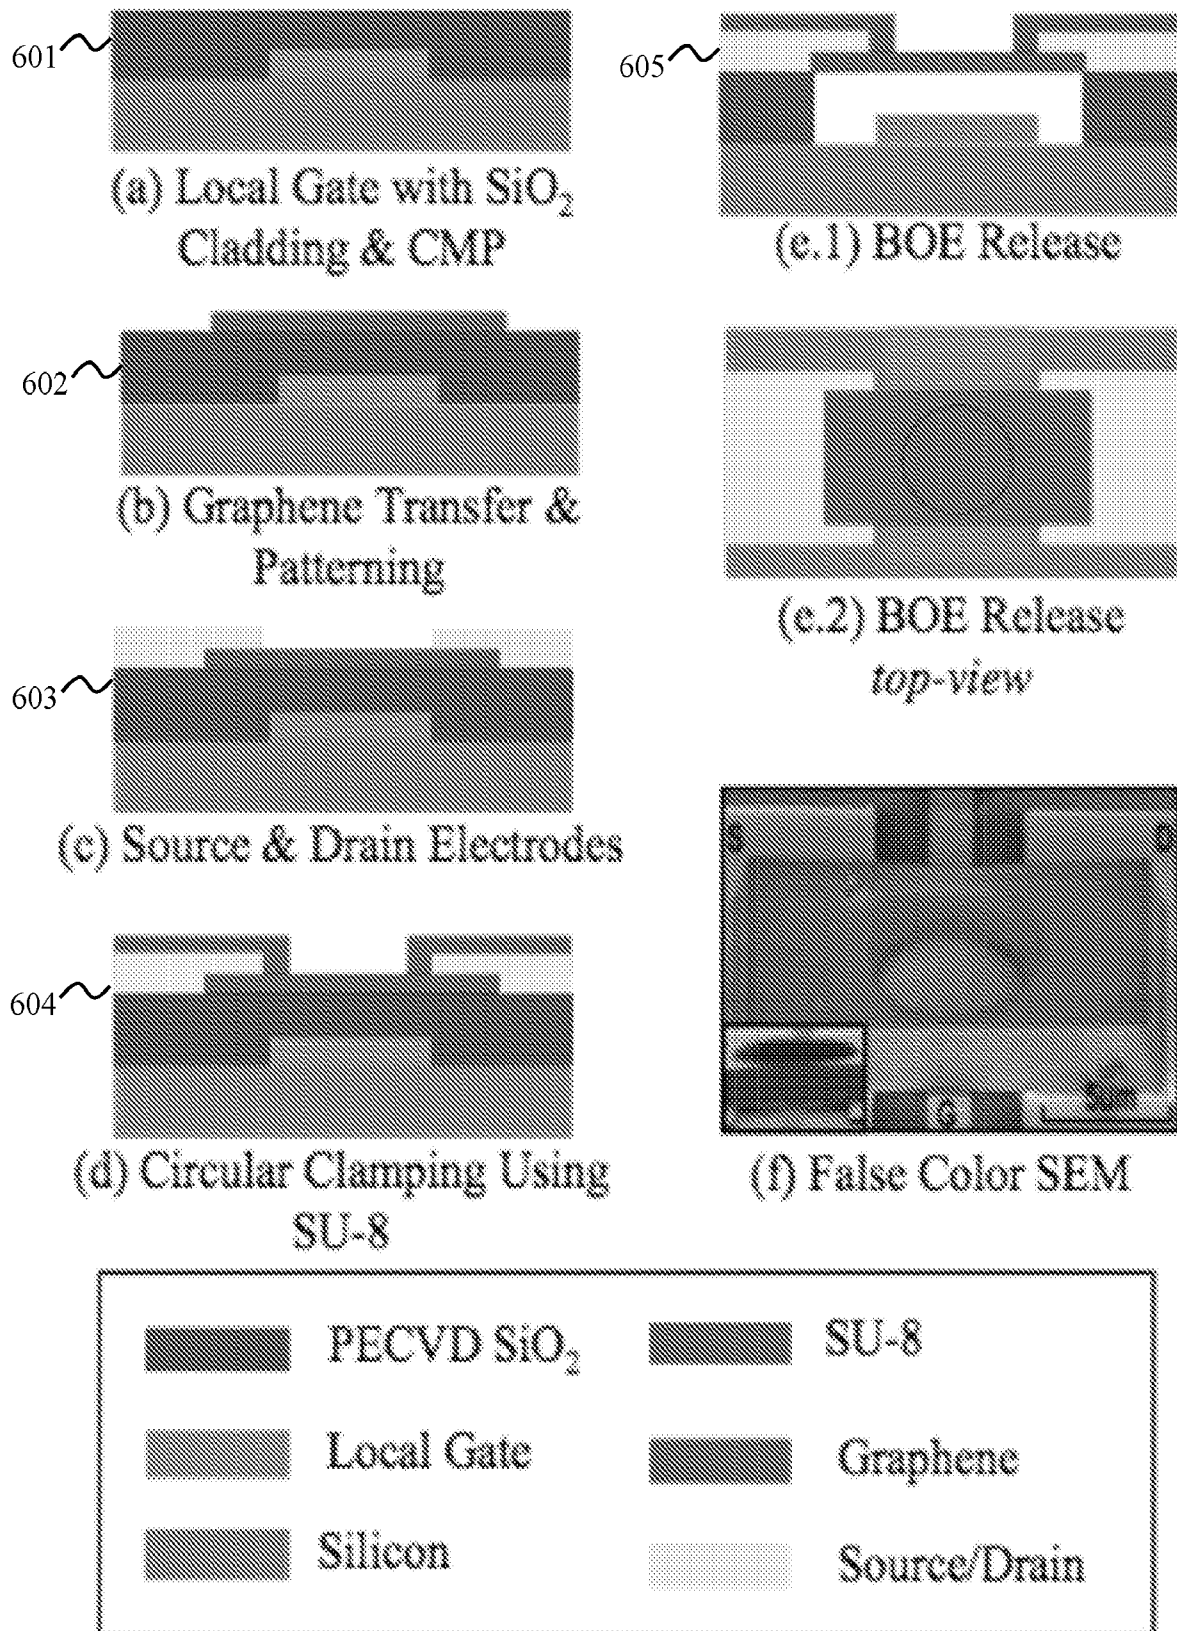 601
(a) Local Gate with SiO₂
Cladding & CMP
602
(b) Graphene Transfer &
Patterning
603
(c) Source & Drain Electrodes
604
(d) Circular Clamping Using
SU-8
605
(e.1) BOE Release
(e.2) BOE Release
top-view
S
D
G
5μm
(f) False Color SEM
PECVD SiO₂
Local Gate
Silicon
SU-8
Graphene
Source/Drain